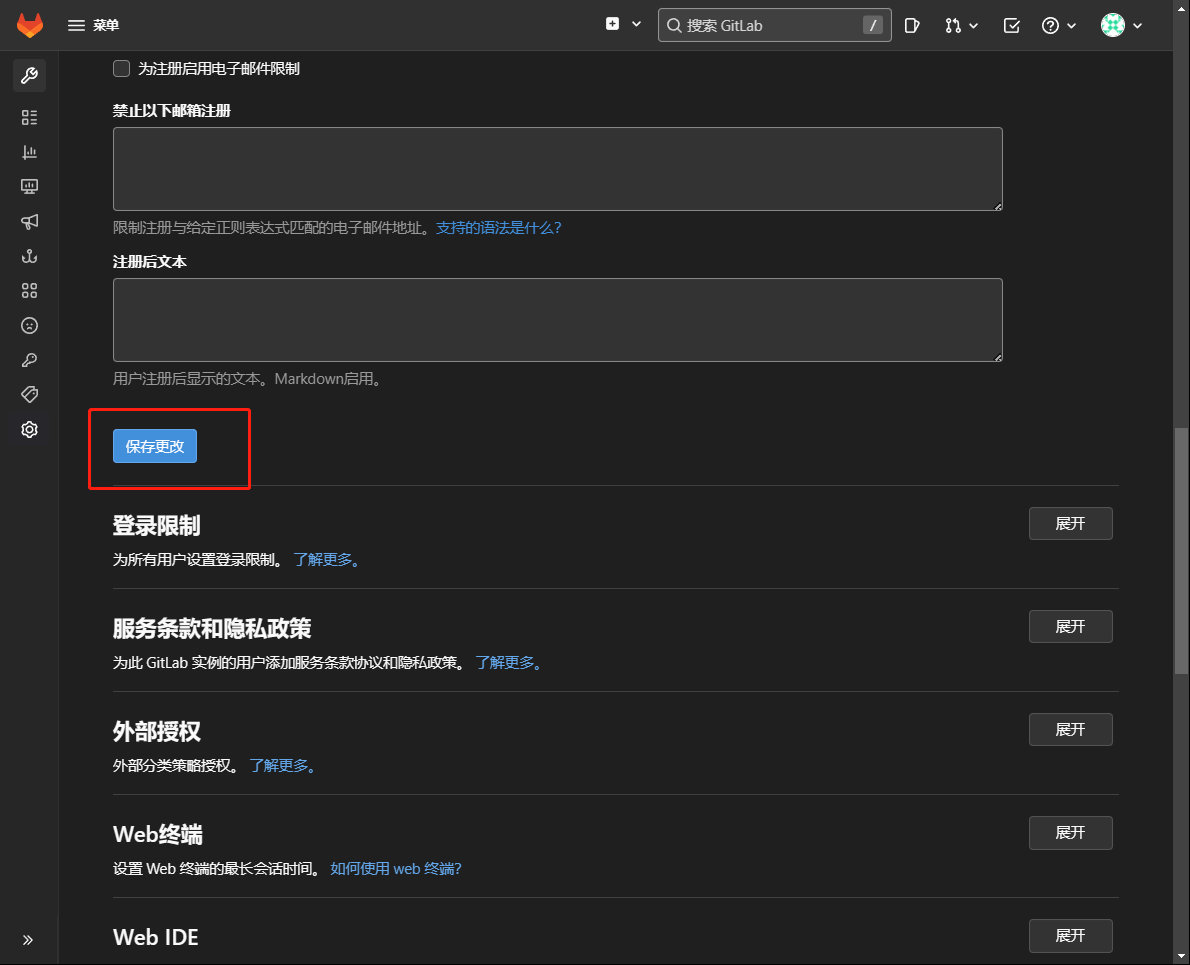 菜单
搜索 GitLab
/
为注册启用电子邮件限制
禁止以下邮箱注册
限制注册与给定正则表达式匹配的电子邮件地址。支持的语法是什么?
注册后文本
用户注册后显示的文本。Markdown启用。
保存更改
登录限制
展开
为所有用户设置登录限制。 了解更多。
服务条款和隐私政策
展开
为此 GitLab 实例的用户添加服务条款协议和隐私政策。 了解更多。
外部授权
展开
外部分类策略授权。 了解更多。
Web终端
展开
设置 Web 终端的最长会话时间。 如何使用 web 终端?
Web IDE
展开